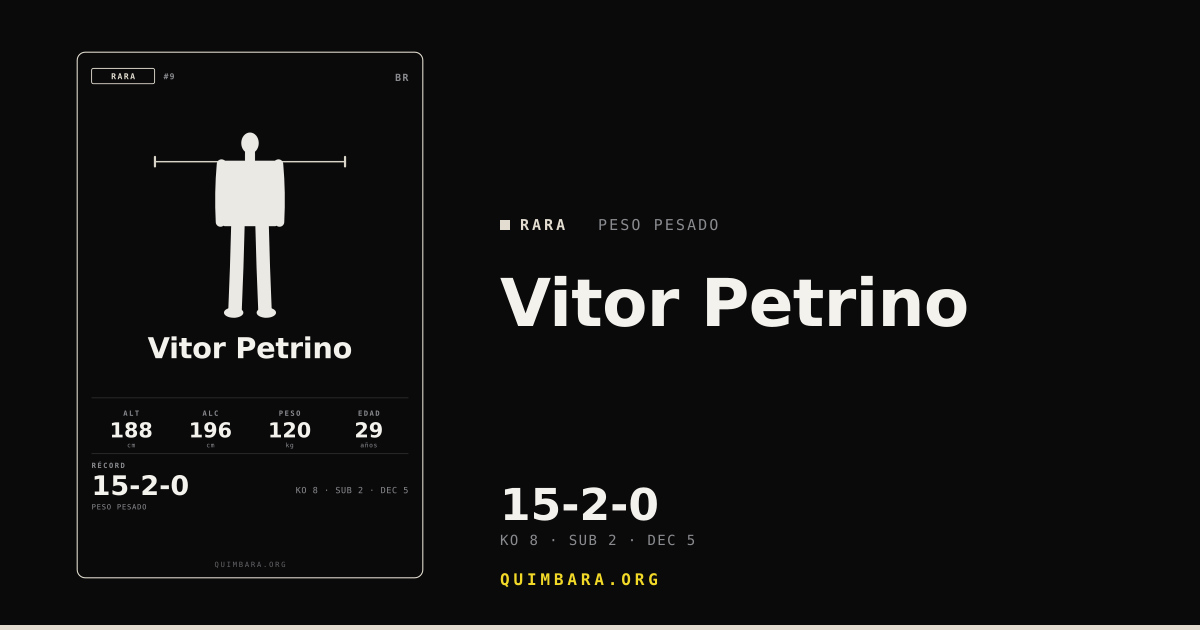 RARA #9 BR
Vitor Petrino
ALT ALC PESO EDAD
188 196 120 29
cm cm kg años
RÉCORD
15-2-0
KO 8 · SUB 2 · DEC 5
PESO PESADO
QUIMBARA.ORG
RARA PESO PESADO
Vitor Petrino
15-2-0
KO 8 · SUB 2 · DEC 5
QUIMBARA.ORG